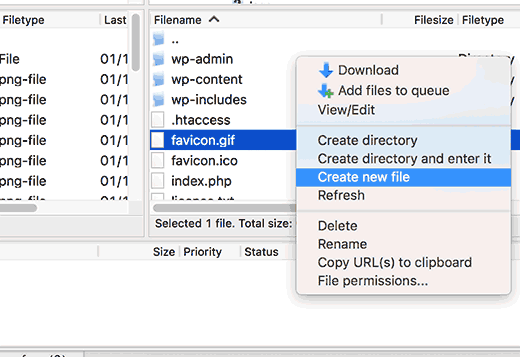 Filetype Last
File
png-file 01/1
png-file 01/1
png-file 01/1
png-file 01/1
png-file 01/1
png-file 01/1
Filename Filesize Filetype
..
wp-admin Directory
wp-content
wp-includes
.htaccess
favicon.gif
favicon.ico
index.php
license.txt
Selected 1 file. Total size:
Download
Add files to queue
View/Edit
Create directory
Create directory and enter it
Create new file
Refresh
Delete
Rename
Copy URL(s) to clipboard
File permissions...
Size Priority Status